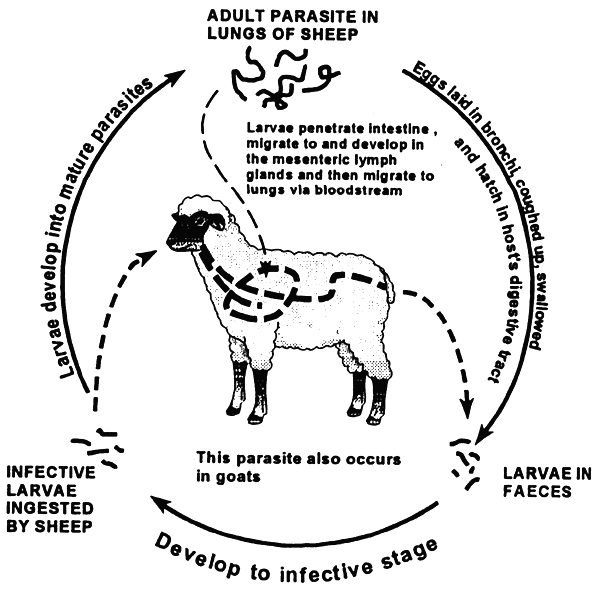 ADULT PARASITE IN
LUNGS OF SHEEP
Eggs laid in bronchi, coughed up, swallowed
and hatch in host's digestive tract
Larvae penetrate intestine ,
migrate to and develop in
the mesenteric lymph
glands and then migrate to
lungs via bloodstream
Larvae develop into mature parasites
This parasite also occurs
in goats
LARVAE IN
FAECES
INFECTIVE
LARVAE
INGESTED
BY SHEEP
Develop to infective stage